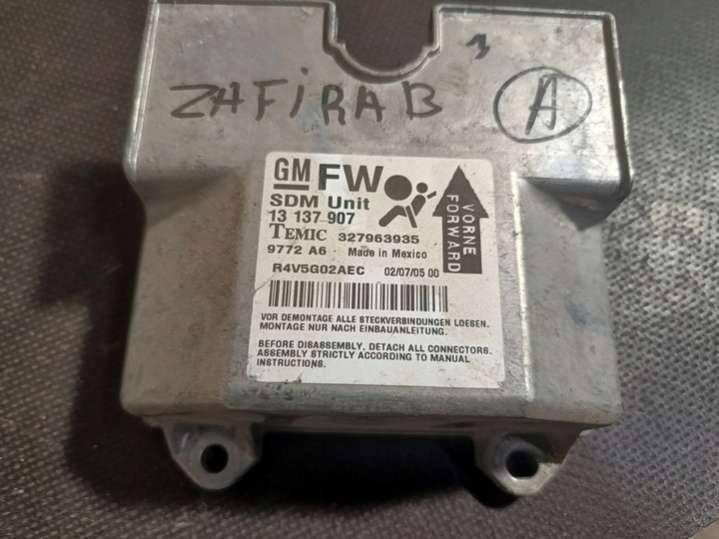 3
ZAFiRA B
A
GM FW
SDM Unit
13 137 907
TEMIC 327963935
9772 A6 Made in Mexico
R4V5G02AEC 02/07/05 00
VORNE
FORWARD
VOR DEMONTAGE ALLE STECKVERBINDUNGEN LOESEN.
MONTAGE NUR NACH EINBAUANLEITUNG.
BEFORE DISASSEMBLY, DETACH ALL CONNECTORS.
ASSEMBLY STRICTLY ACCORDING TO MANUAL
INSTRUCTIONS.